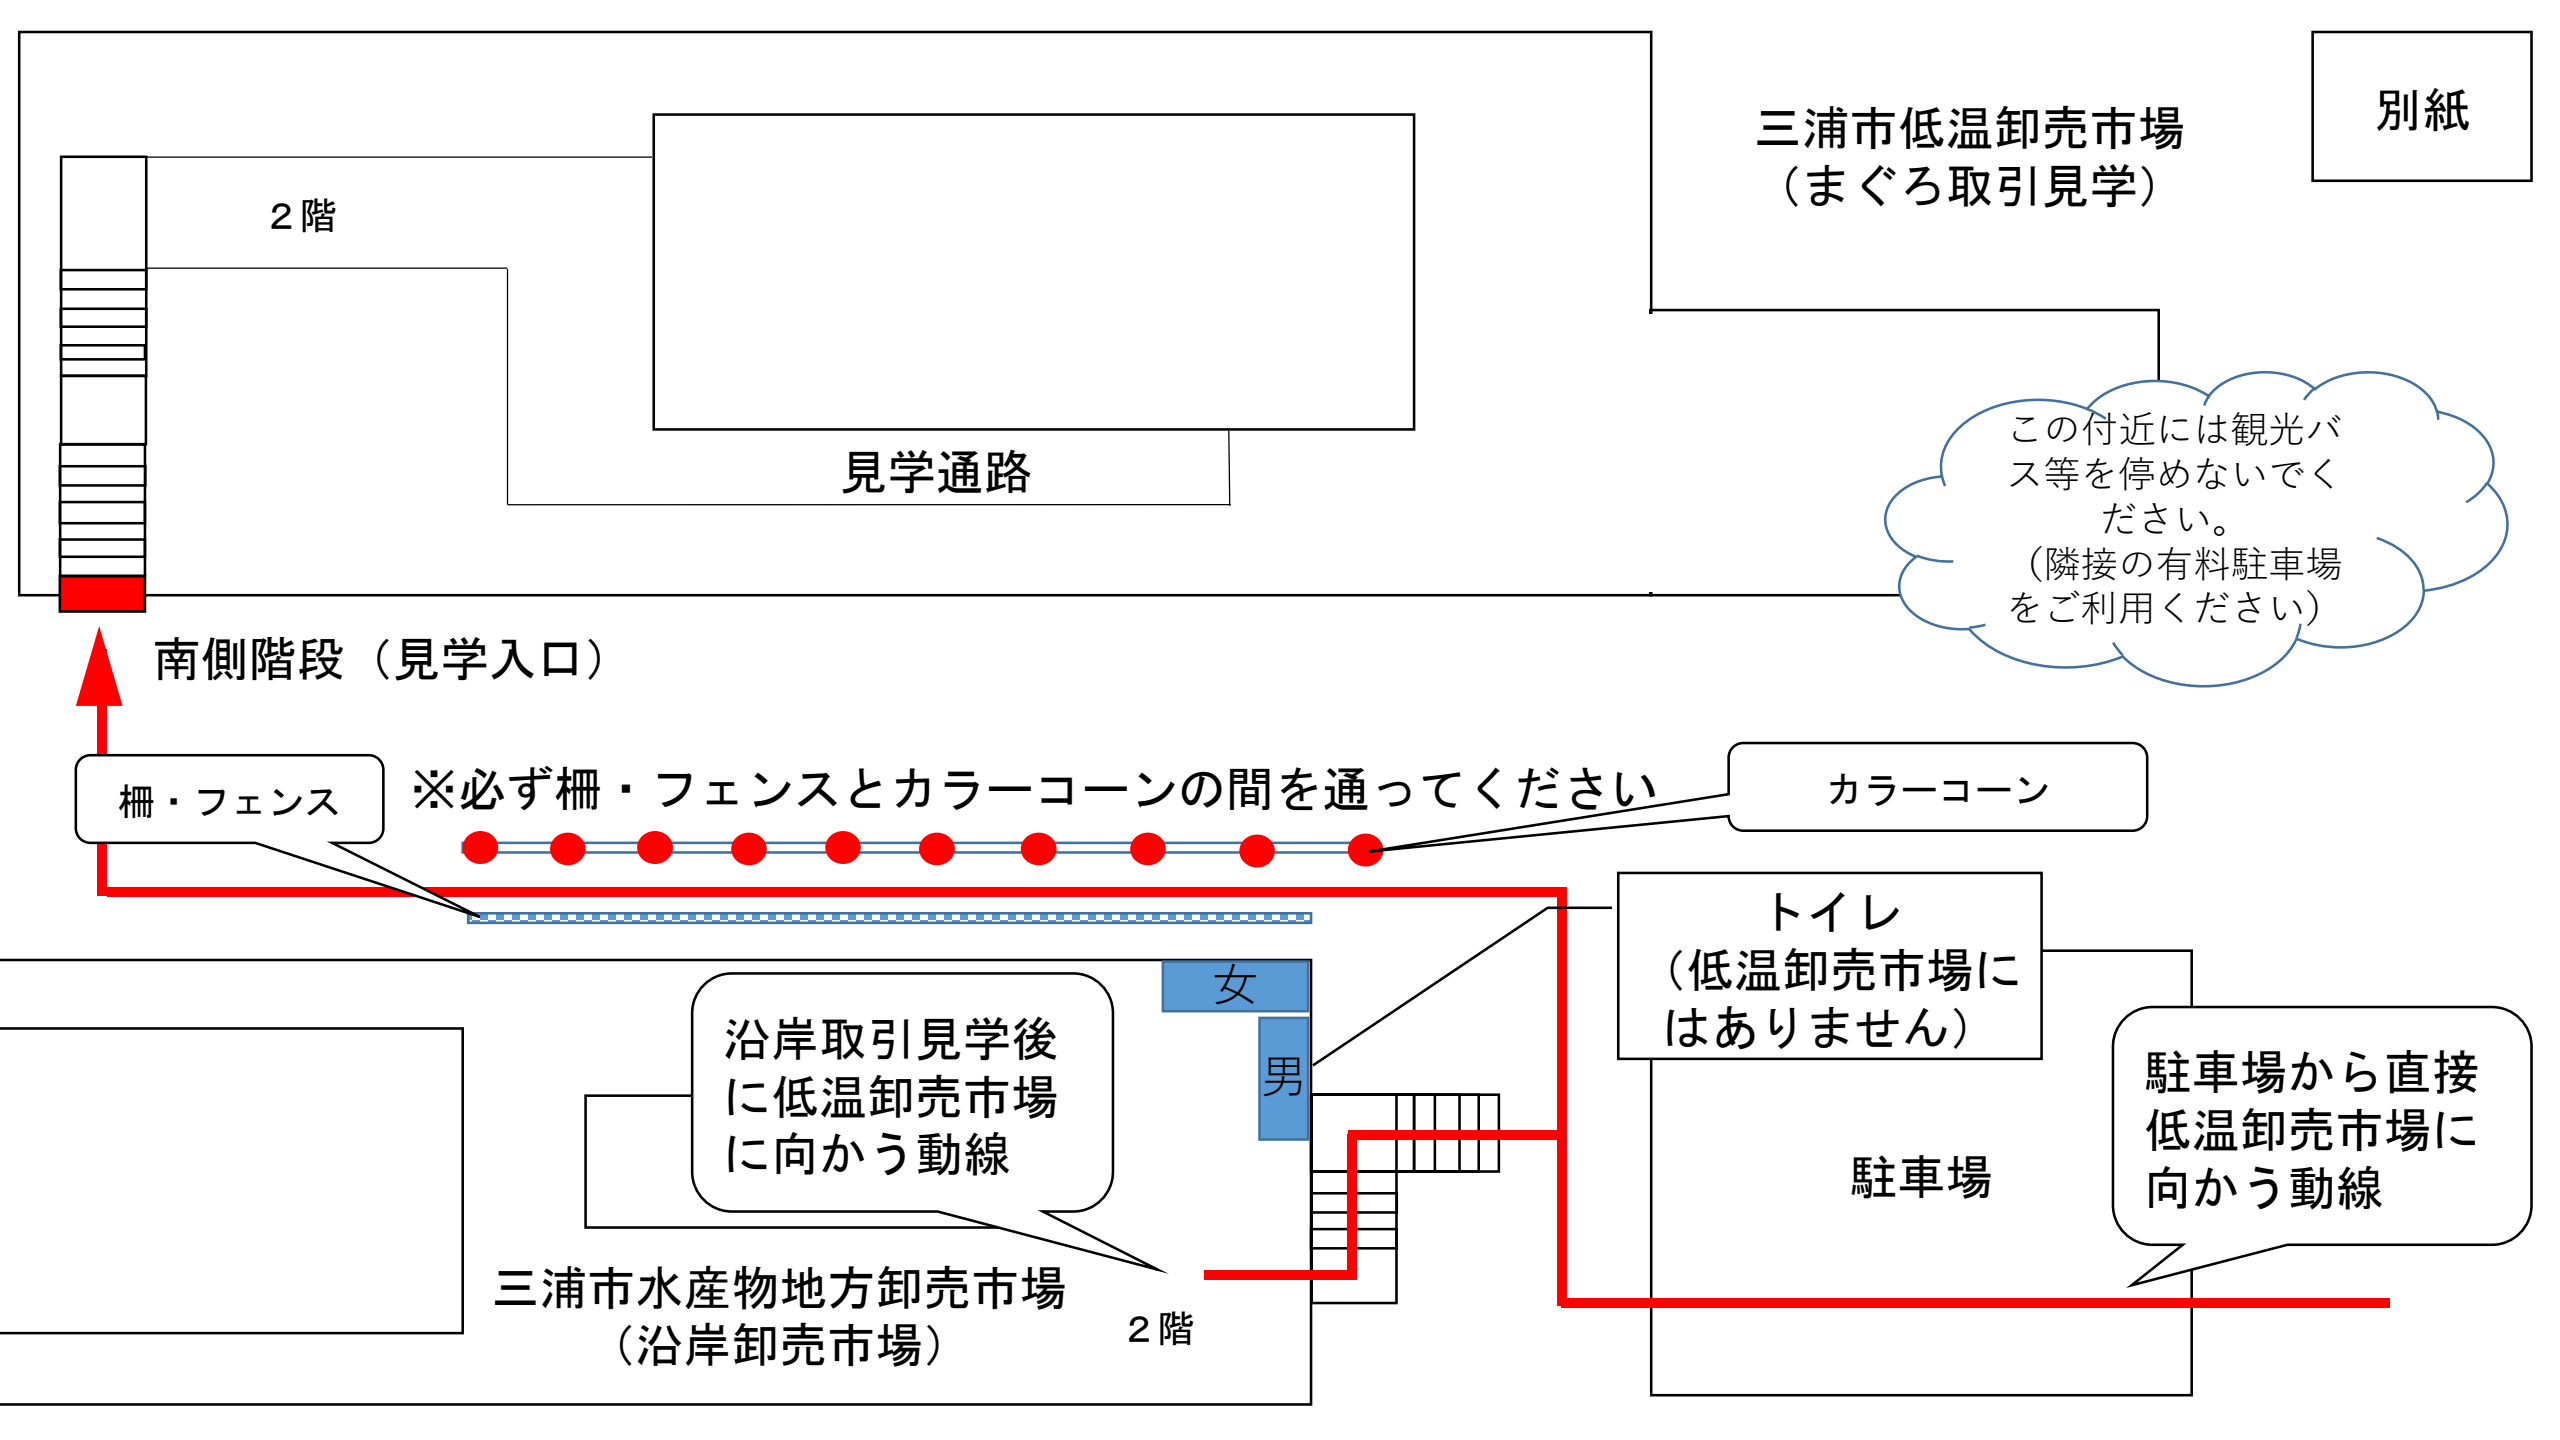 別紙
三浦市低温卸売市場
（まぐろ取引見学）
２階
見学通路
この付近には観光バ
ス等を停めないでく
ださい。
（隣接の有料駐車場
をご利用ください）
南側階段（見学入口）
※必ず柵・フェンスとカラーコーンの間を通ってください
柵・フェンス
カラーコーン
トイレ
（低温卸売市場に
はありません）
女
男
沿岸取引見学後
に低温卸売市場
に向かう動線
駐車場から直接
低温卸売市場に
向かう動線
駐車場
三浦市水産物地方卸売市場
（沿岸卸売市場）
２階